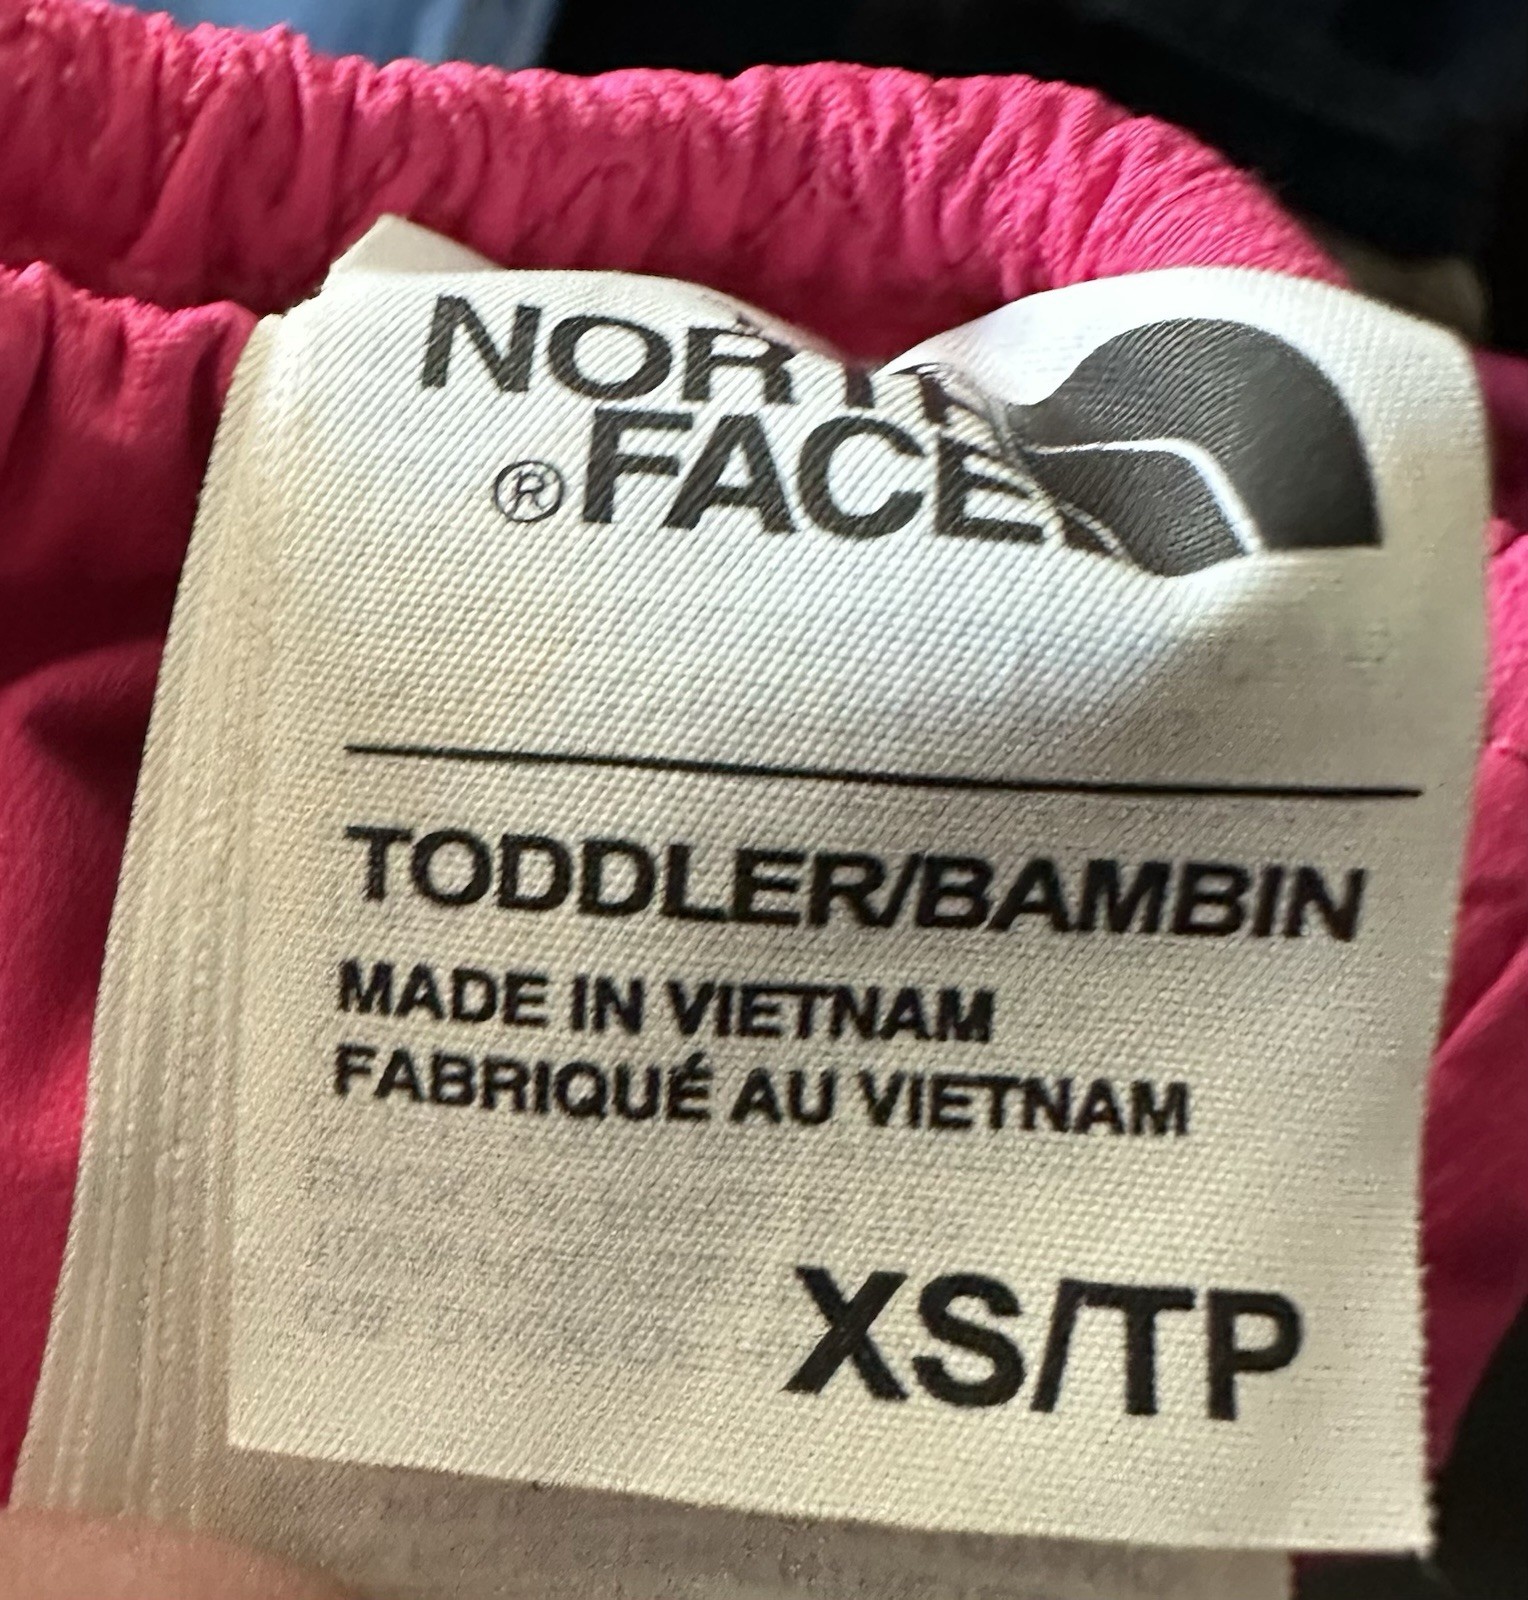 NORTH
®FACE
TODDLER/BAMBIN
MADE IN VIETNAM
FABRIQUÉ AU VIETNAM
XS/TP